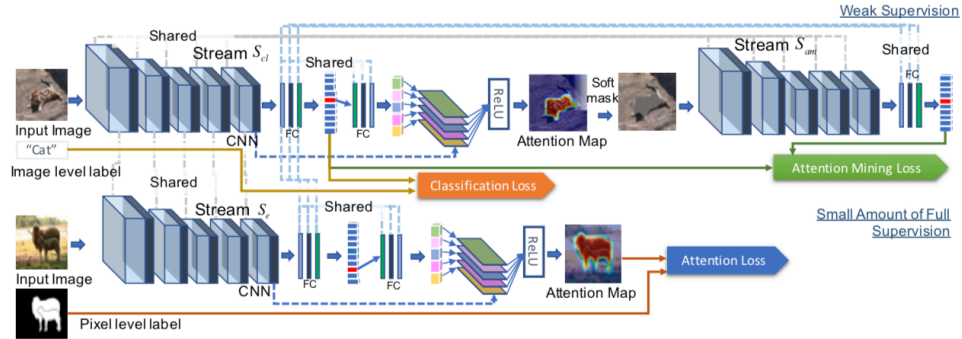 Weak Supervision
Shared
Stream S_cl
Stream S_am
Shared
Shared
FC
Soft
mask
ReLU
Input Image
CNN
FC
FC
Attention Map
"Cat"
Image level label
Attention Mining Loss
Classification Loss
Shared
Stream S_e
Shared
Small Amount of Full
Supervision
ReLU
Attention Loss
Input Image
CNN
FC
FC
Attention Map
Pixel level label